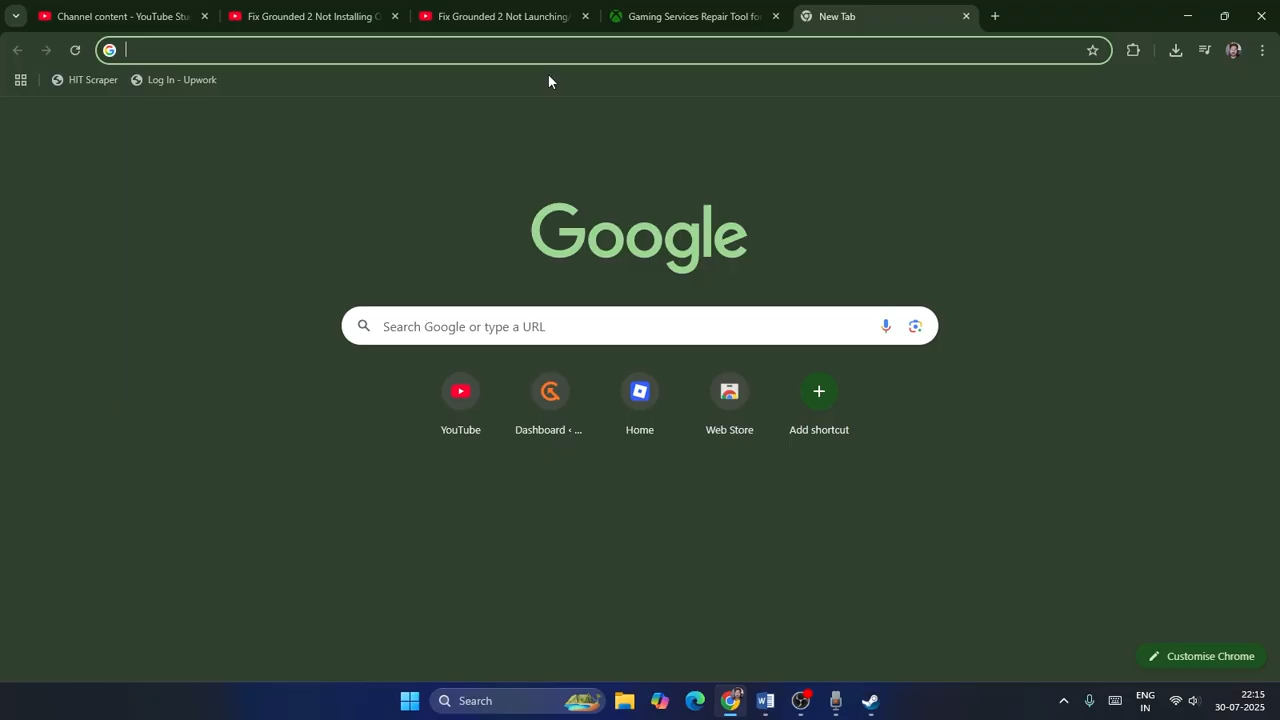 Channel content - YouTube Stu
Fix Grounded 2 Not Installing
Fix Grounded 2 Not Launching/
Gaming Services Repair Tool for
New Tab
HIT Scraper
Log In - Upwork
Google
Search Google or type a URL
YouTube
Dashboard ‹ ...
Home
Web Store
Add shortcut
Customise Chrome
Search
ENG
IN
22:15
30-07-2025